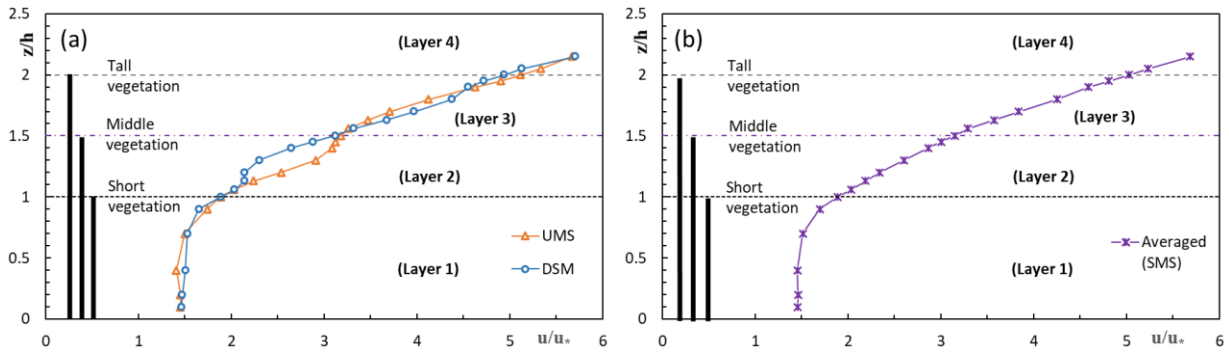 2.5
(a)
(Layer 4)
z/h
Tall
vegetation
2
(Layer 3)
Middle
vegetation
1.5
(Layer 2)
Short
vegetation
1
UMS
DSM
0.5
(Layer 1)
0
0 1 2 3 4 5 6
u/u*
2.5
(b)
(Layer 4)
z/h
Tall
vegetation
2
(Layer 3)
Middle
vegetation
1.5
(Layer 2)
Short
vegetation
1
Averaged
(SMS)
0.5
(Layer 1)
0
0 1 2 3 4 5 6
u/u*